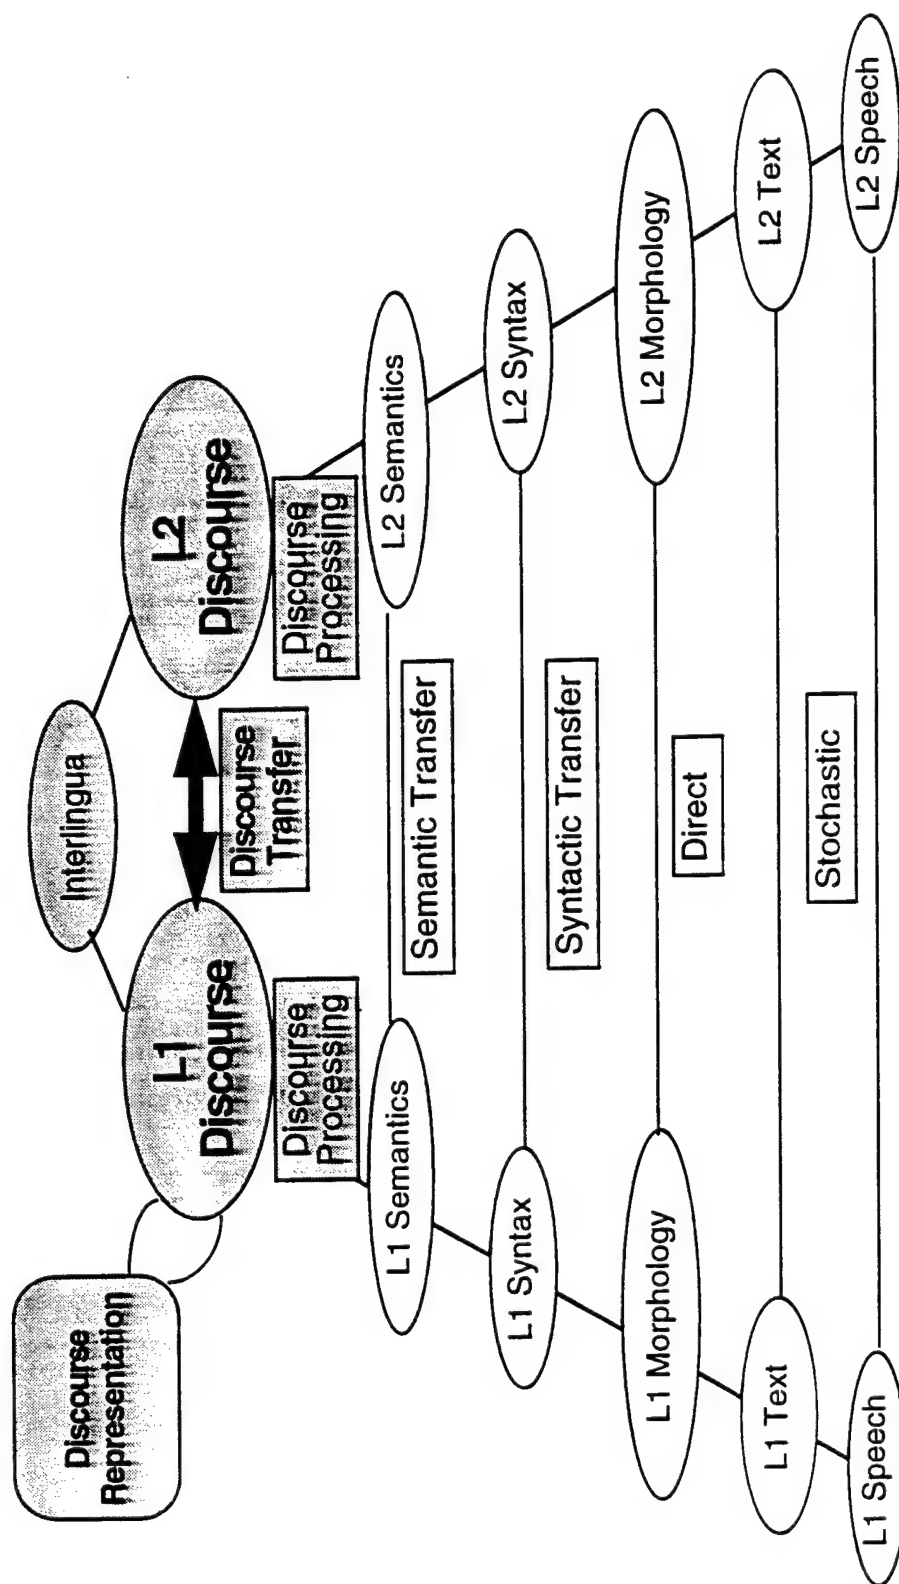 Interlingua
Discourse
Representation
L1
Discourse
L2
Discourse
Discourse
Transfer
Discourse
Processing
Discourse
Processing
L1 Semantics
L2 Semantics
Semantic Transfer
L1 Syntax
L2 Syntax
Syntactic Transfer
L1 Morphology
L2 Morphology
Direct
L1 Text
L2 Text
Stochastic
L1 Speech
L2 Speech